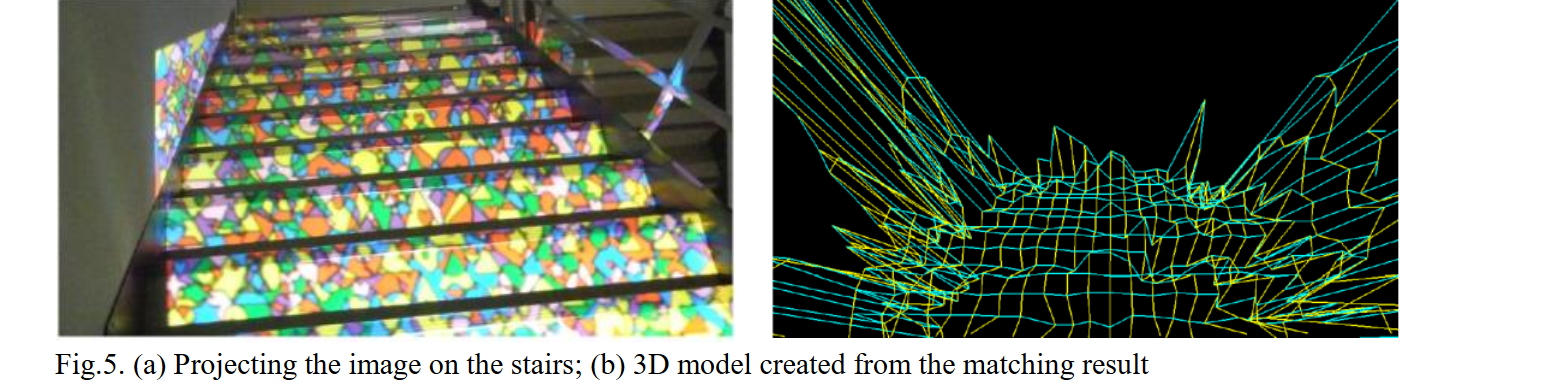 Fig.5. (a) Projecting the image on the stairs; (b) 3D model created from the matching result